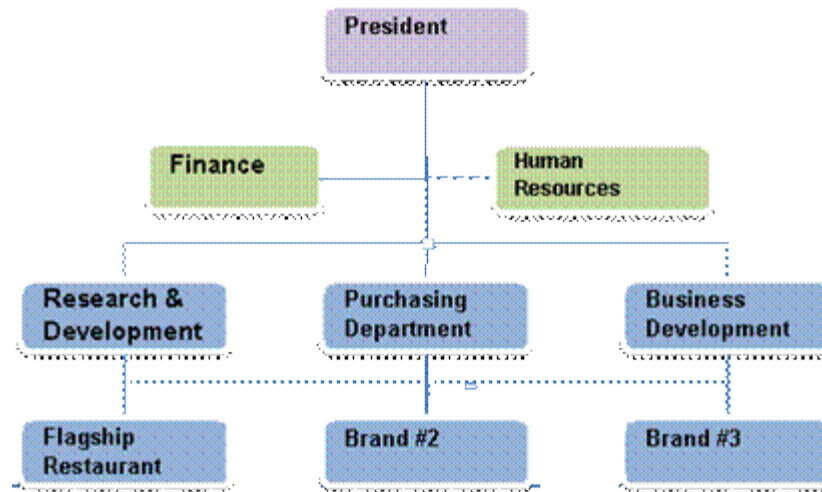 President
Finance
Human
Resources
Research &
Development
Purchasing
Department
Business
Development
Flagship
Restaurant
Brand #2
Brand #3